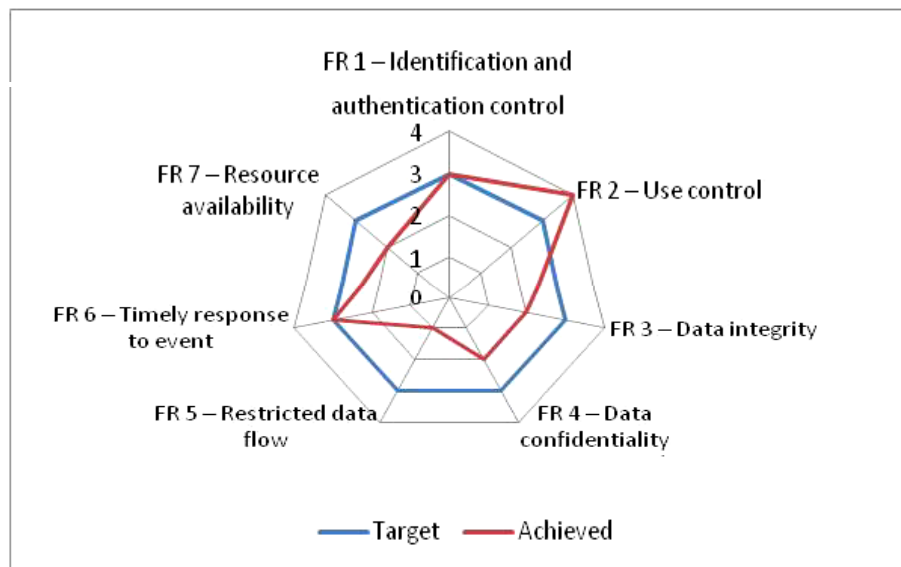 FR 1 – Identification and
authentication control
4
3
2
1
0
FR 7 – Resource
availability
FR 2 – Use control
FR 6 – Timely response
to event
FR 3 – Data integrity
FR 5 – Restricted data
flow
FR 4 – Data
confidentiality
Target
Achieved